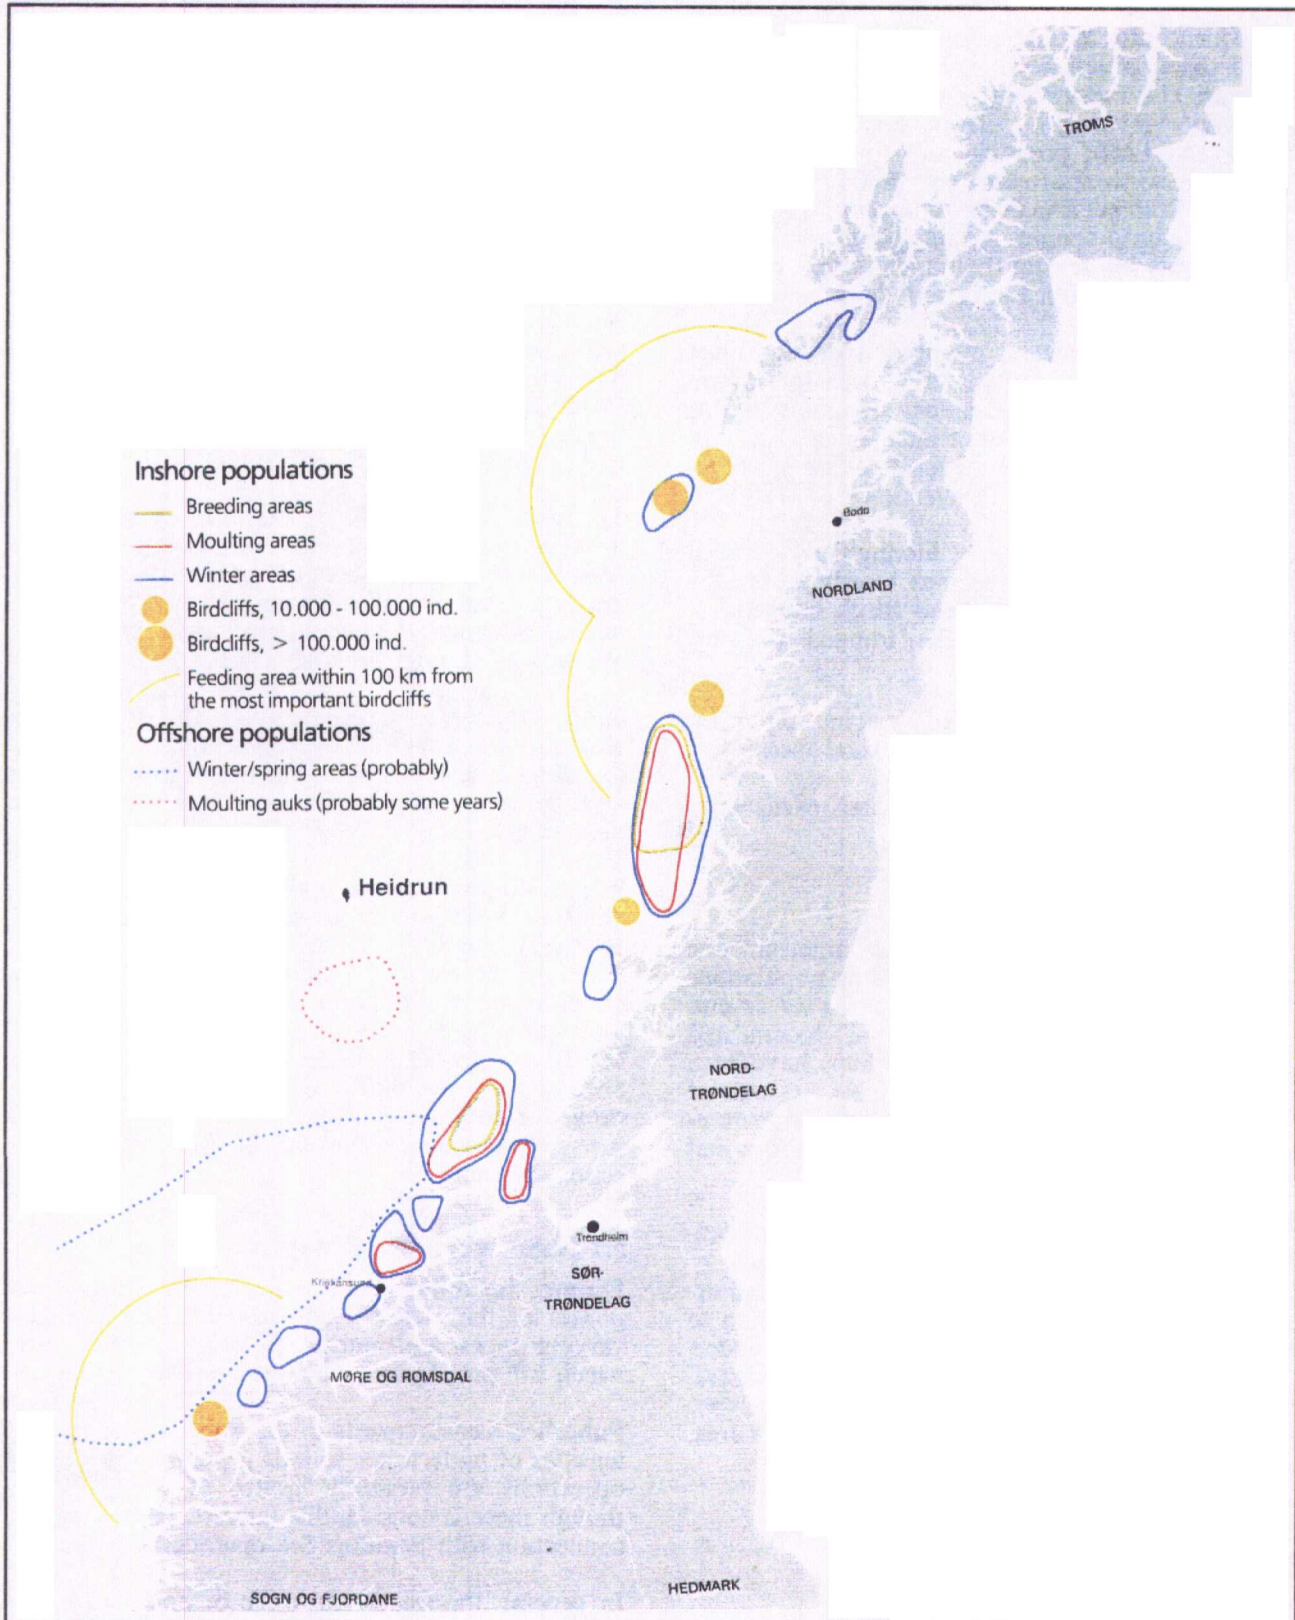 TROMS
Inshore populations
Breeding areas
Moulting areas
Winter areas
Birdcliffs, 10.000 - 100.000 ind.
Birdcliffs, > 100.000 ind.
Feeding area within 100 km from
the most important birdcliffs
Offshore populations
Winter/spring areas (probably)
Moulting auks (probably some years)
Bodø
NORDLAND
Heidrun
NORD-
TRØNDELAG
Trondheim
SØR-
TRØNDELAG
MØRE OG ROMSDAL
SOGN OG FJORDANE
HEDMARK